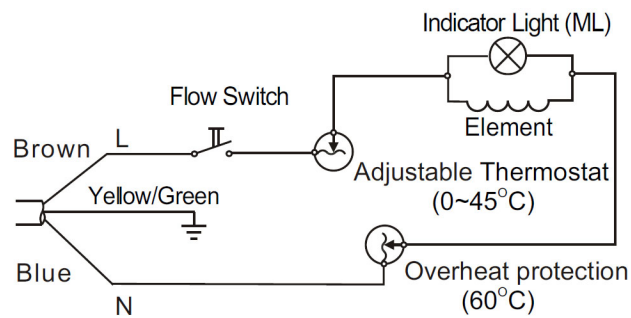 Indicator Light (ML)
Flow Switch
Element
Brown
L
Adjustable Thermostat
(0~45°C)
Yellow/Green
Blue
N
Overheat protection
(60°C)